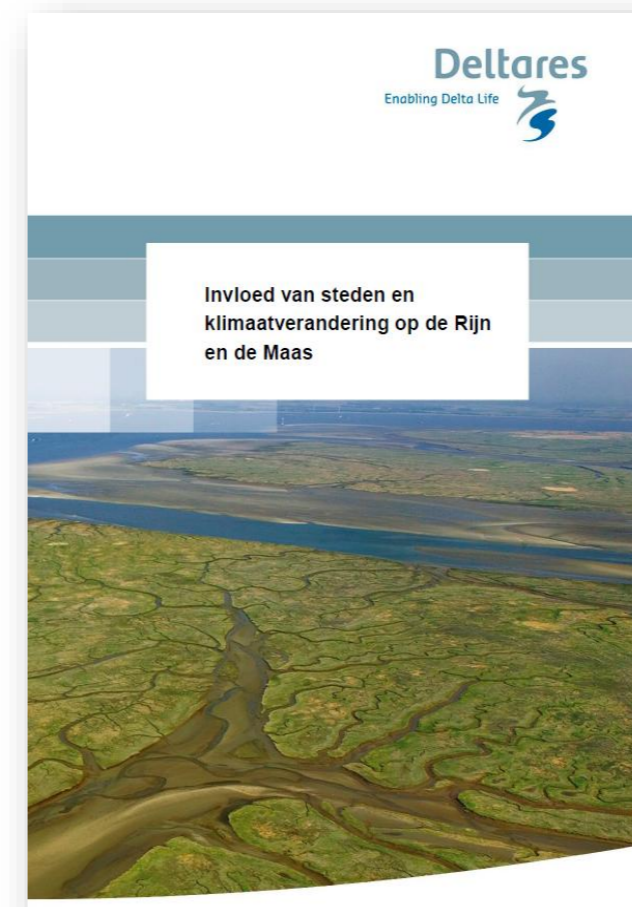 Deltares
Enabling Delta Life
Invloed van steden en
klimaatverandering op de Rijn
en de Maas